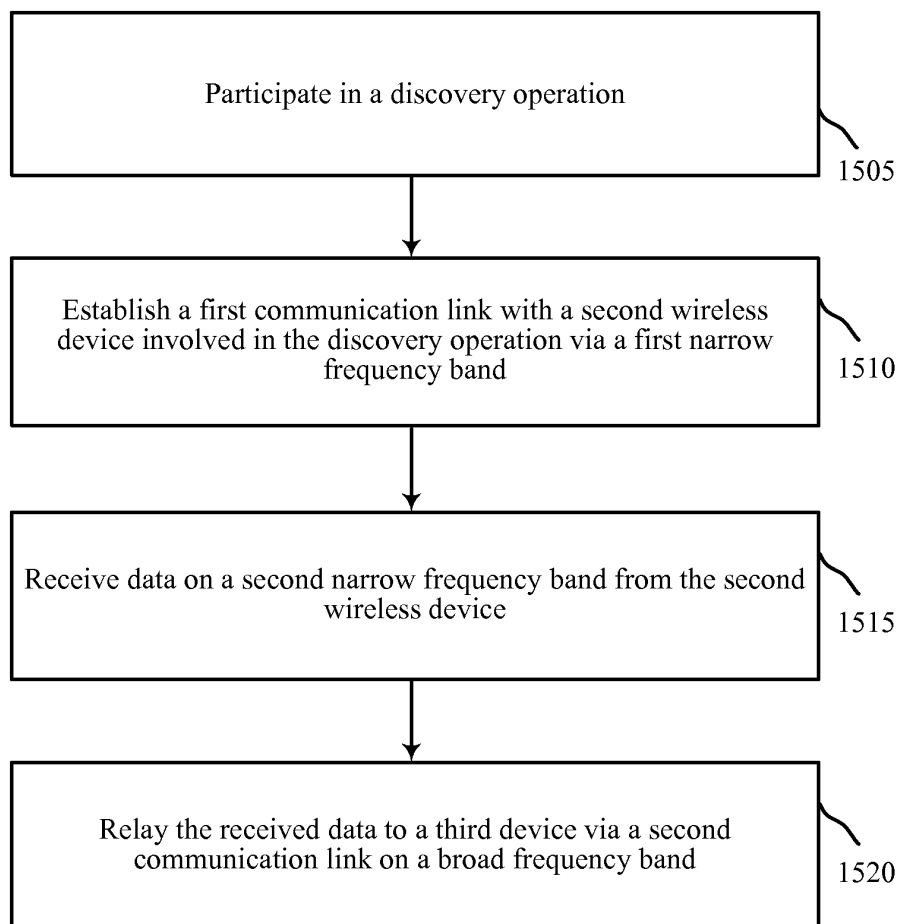 Participate in a discovery operation
1505
Establish a first communication link with a second wireless
device involved in the discovery operation via a first narrow
frequency band
1510
Receive data on a second narrow frequency band from the second
wireless device
1515
Relay the received data to a third device via a second
communication link on a broad frequency band
1520